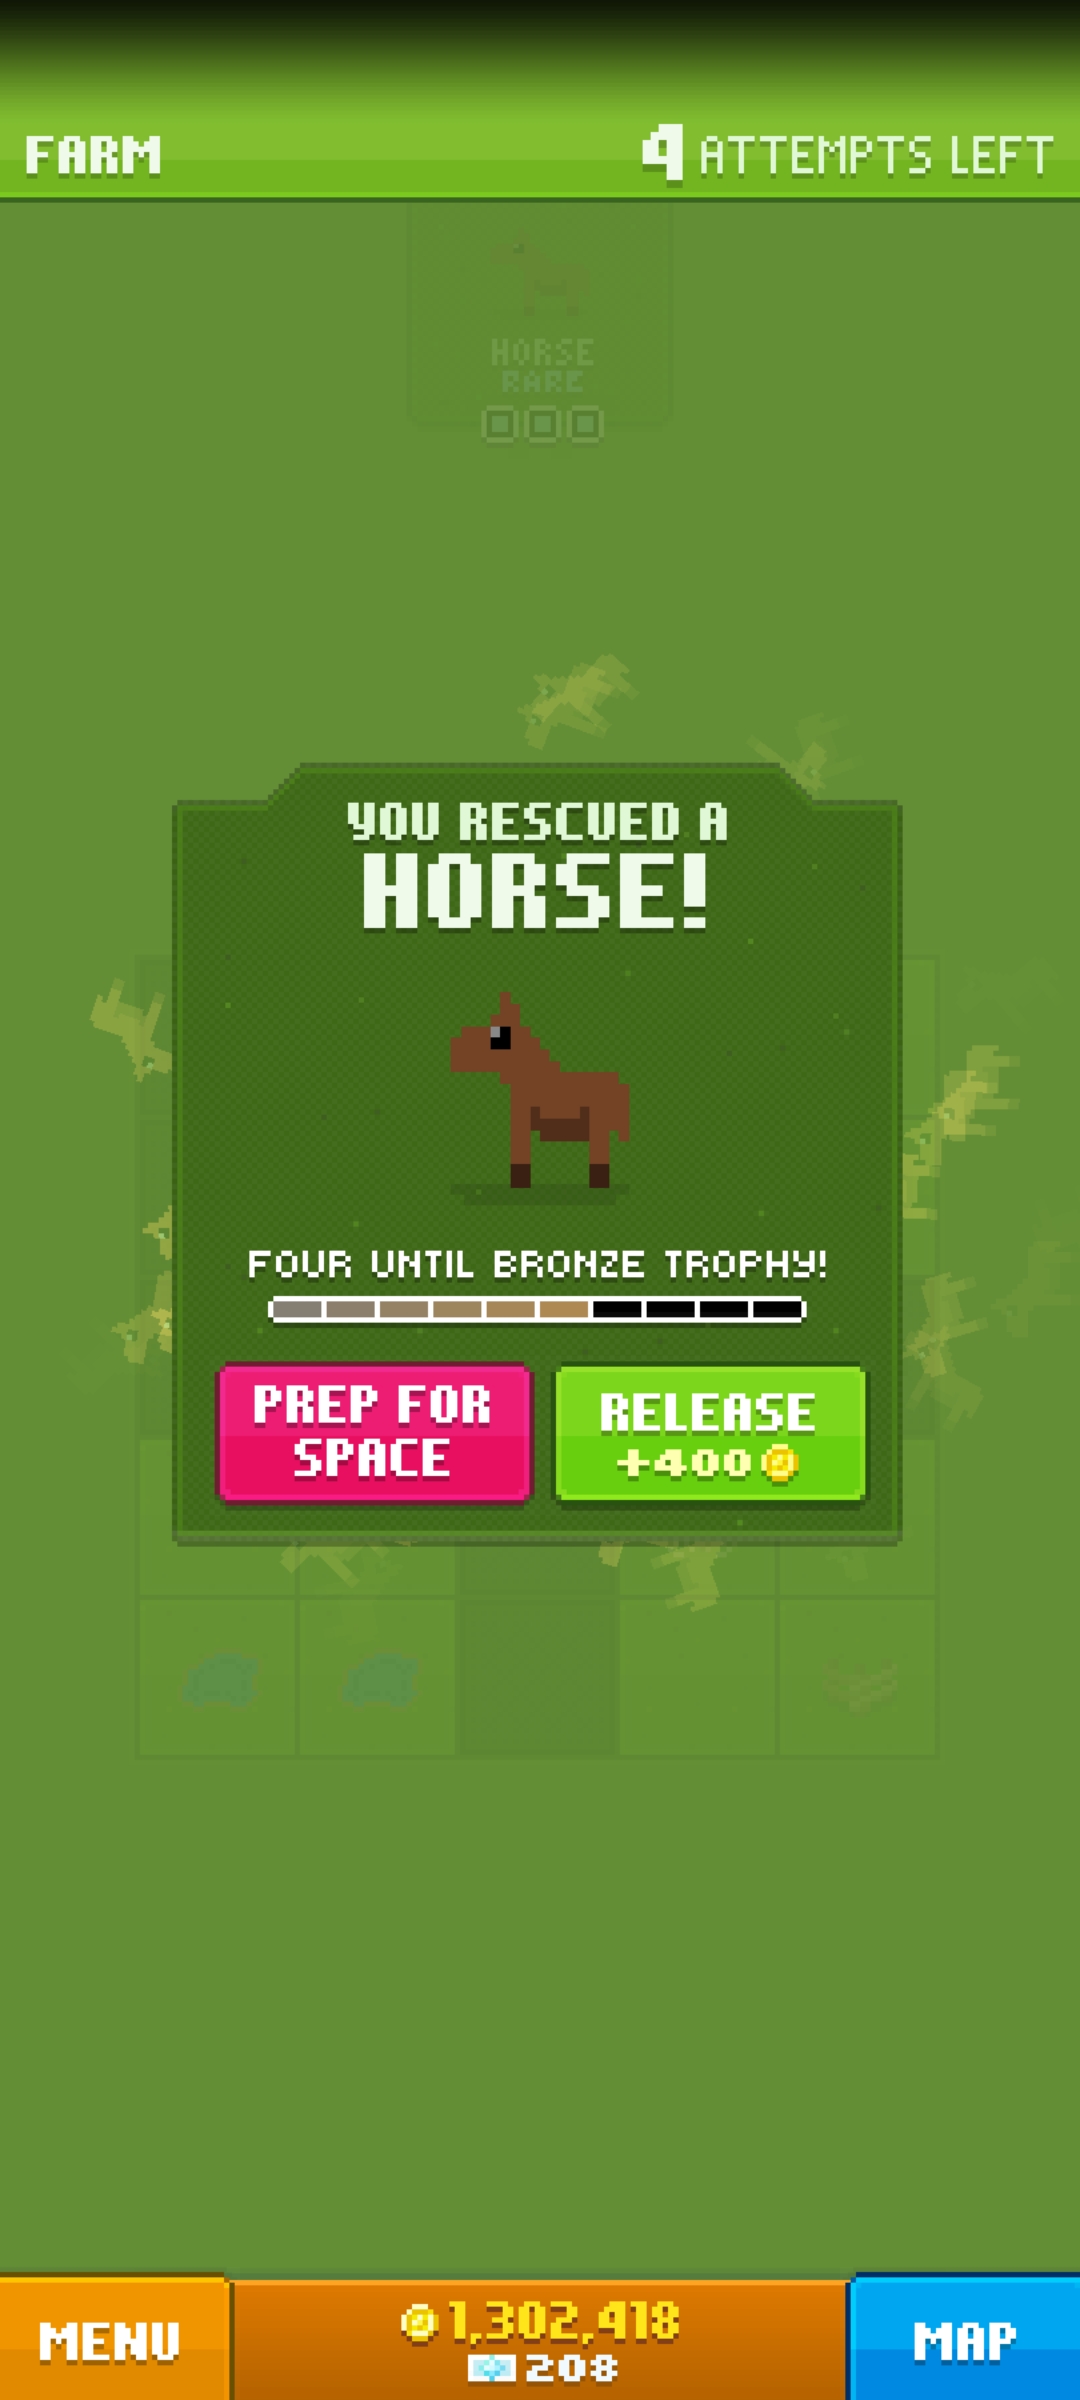 FARM
4 ATTEMPTS LEFT
HORSE
RARE
YOU RESCUED A
HORSE!
FOUR UNTIL BRONZE TROPHY!
PREP FOR
SPACE
RELEASE
+400
MENU
1,302,418
208
MAP